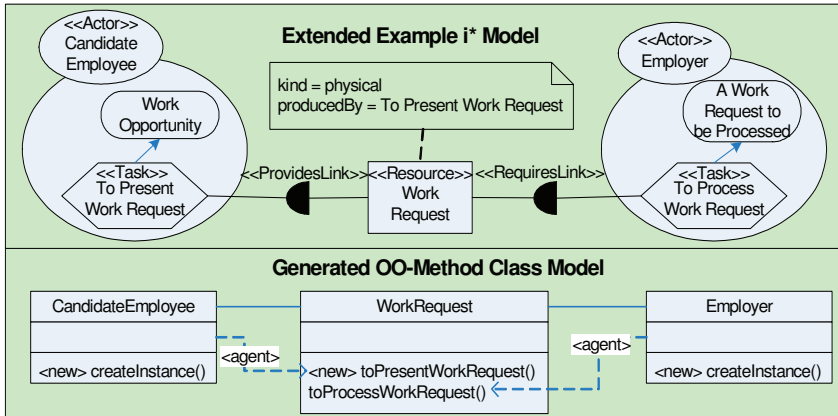 <<Actor>>
Candidate
Employee
Extended Example i* Model
<<Actor>>
Employer
kind = physical
producedBy = To Present Work Request
Work
Opportunity
A Work
Request to
be Processed
<<Task>>
To Present
Work Request
<<ProvidesLink>>
<<Resource>>
Work
Request
<<RequiresLink>>
<<Task>>
To Process
Work Request
Generated OO-Method Class Model
CandidateEmployee
WorkRequest
Employer
<agent>
<agent>
<new> createInstance()
<new> toPresentWorkRequest()
toProcessWorkRequest()
<new> createInstance()